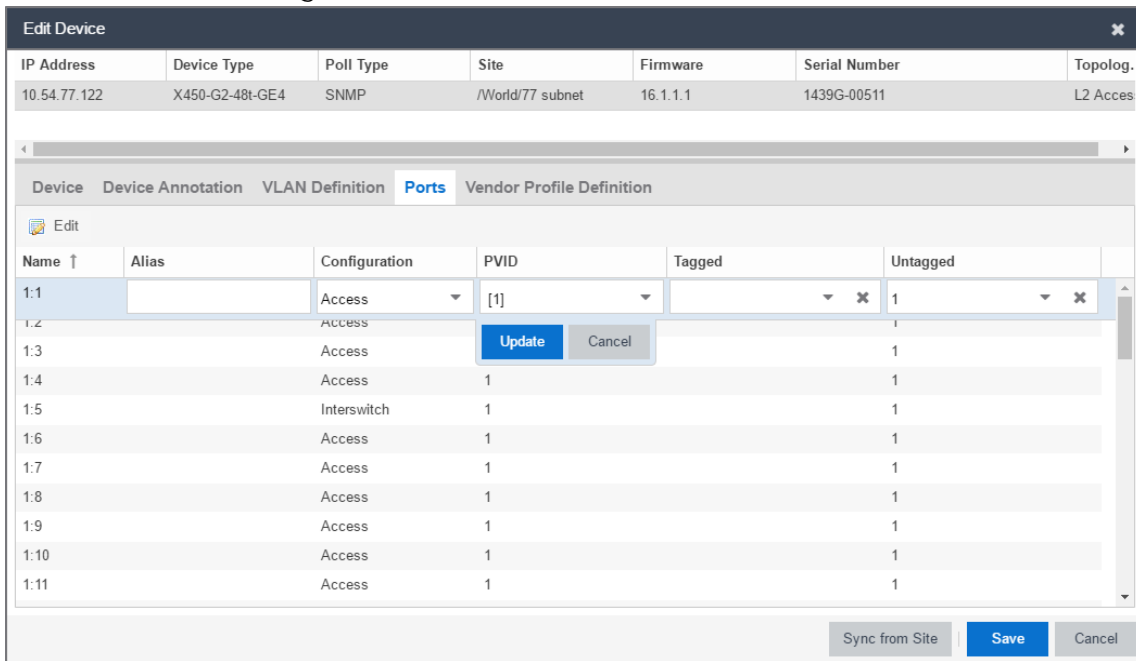 Edit Device
IP Address Device Type Poll Type Site Firmware Serial Number Topolog.
10.54.77.122 X450-G2-48t-GE4 SNMP /World/77 subnet 16.1.1.1 1439G-00511 L2 Acces
Device Device Annotation VLAN Definition Ports Vendor Profile Definition
Edit
Name ↑ Alias Configuration PVID Tagged Untagged
1:1 Access [1] 1
1:2 Access 1
Update Cancel
1:3 Access 1
1:4 Access 1 1
1:5 Interswitch 1 1
1:6 Access 1 1
1:7 Access 1 1
1:8 Access 1 1
1:9 Access 1 1
1:10 Access 1 1
1:11 Access 1 1
Sync from Site Save Cancel